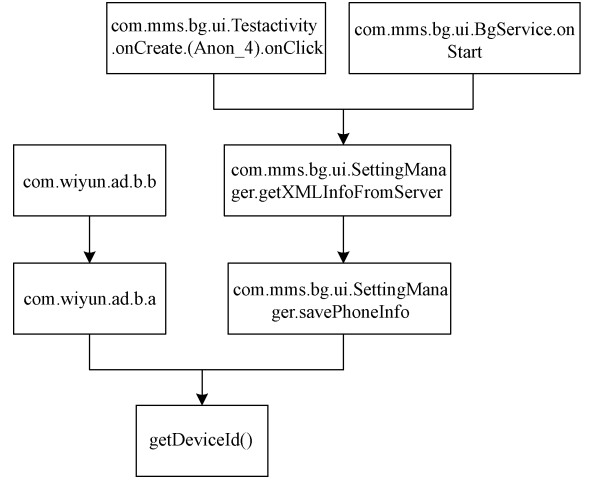 com.mms.bg.ui.Testactivity
.onCreate.(Anon_4).onClick
com.mms.bg.ui.BgService.on
Start
com.wiyun.ad.b.b
com.mms.bg.ui.SettingMana
ger.getXMLInfoFromServer
com.wiyun.ad.b.a
com.mms.bg.ui.SettingMana
ger.savePhoneInfo
getDeviceId()